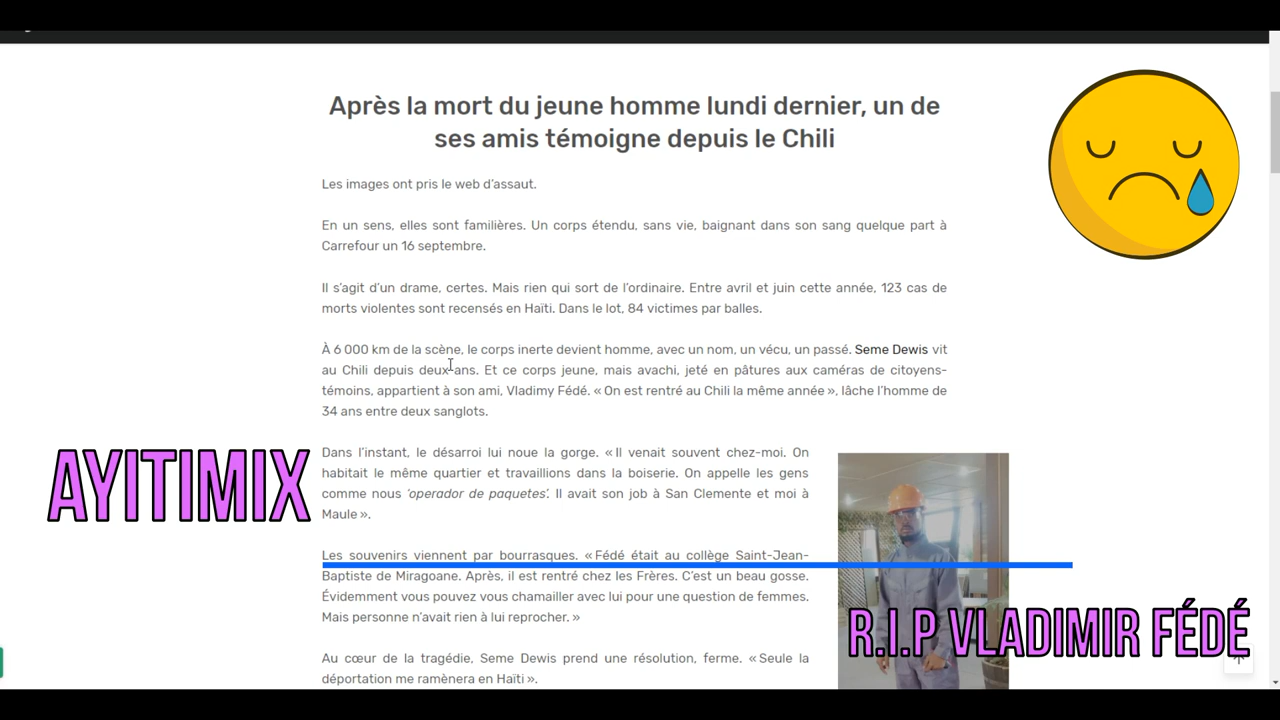 Après la mort du jeune homme lundi dernier, un de
ses amis témoigne depuis le Chili
Les images ont pris le web d’assaut.
En un sens, elles sont familières. Un corps étendu, sans vie, baignant dans son sang quelque part à
Carrefour un 16 septembre.
Il s’agit d’un drame, certes. Mais rien qui sort de l’ordinaire. Entre avril et juin cette année, 123 cas de
morts violentes sont recensés en Haïti. Dans le lot, 84 victimes par balles.
À 6 000 km de la scène, le corps inerte devient homme, avec un nom, un vécu, un passé. Seme Dewis vit
au Chili depuis deux ans. Et ce corps jeune, mais avachi, jeté en pâtures aux caméras de citoyens-
témoins, appartient à son ami, Vladimy Fédé. « On est rentré au Chili la même année », lâche l’homme de
34 ans entre deux sanglots.
Dans l’instant, le désarroi lui noue la gorge. « Il venait souvent chez-moi. On
habitait le même quartier et travaillions dans la boiserie. On appelle les gens
comme nous ‘operador de paquetes’. Il avait son job à San Clemente et moi à
Maule ».
AYITIMIX
Les souvenirs viennent par bourrasques. « Fédé était au collège Saint-Jean-
Baptiste de Miragoane. Après, il est rentré chez les Frères. C’est un beau gosse.
Évidemment vous pouvez vous chamailler avec lui pour une question de femmes.
Mais personne n’avait rien à lui reprocher. »
R.I.P VLADIMIR FÉDÉ
Au cœur de la tragédie, Seme Dewis prend une résolution, ferme. « Seule la
déportation me ramènera en Haïti ».